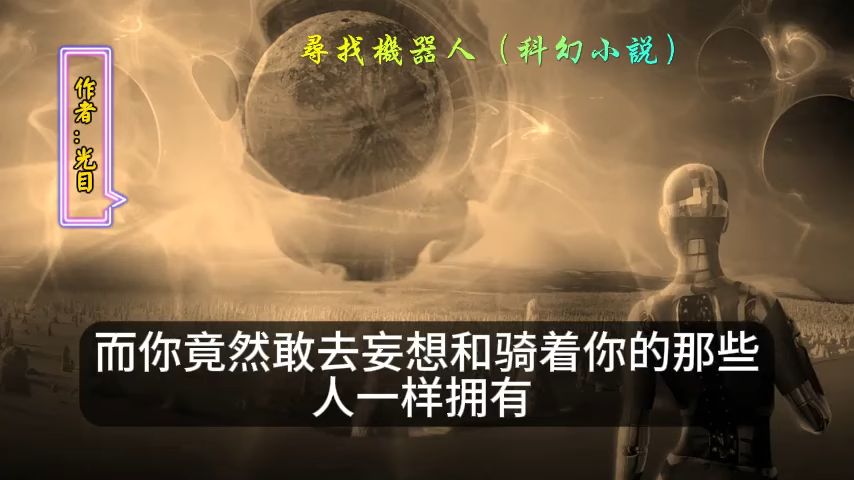 尋找機器人（科幻小説）
作者：光目
而你竟然敢去妄想和骑着你的那些
人一样拥有